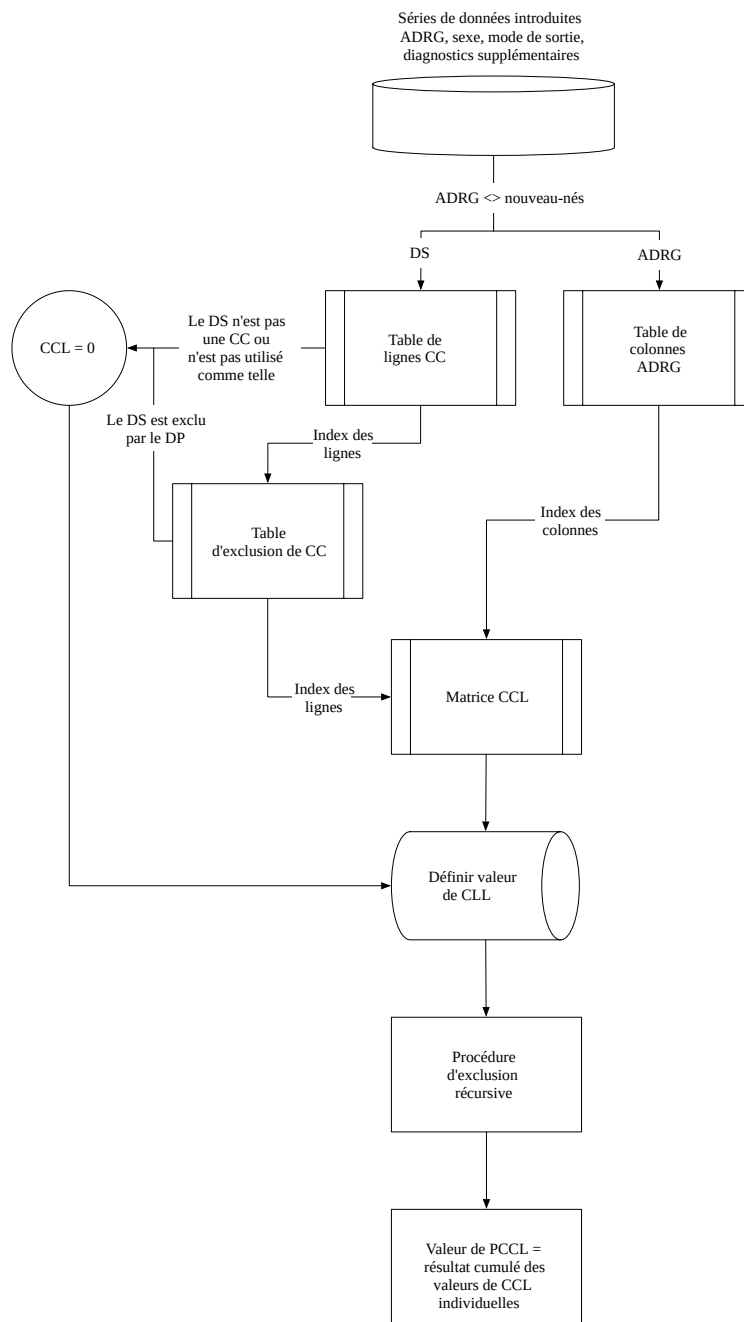 Séries de données introduites
ADRG, sexe, mode de sortie,
diagnostics supplémentaires
ADRG <> nouveau-nés
DS
ADRG
CCL = 0
Le DS n'est pas
une CC ou
n'est pas utilisé
comme telle
Table de
lignes CC
Table de
colonnes
ADRG
Le DS est exclu
par le DP
Index des
lignes
Table
d'exclusion de CC
Index des
colonnes
Index des
lignes
Matrice CCL
Définir valeur
de CLL
Procédure
d'exclusion
récursive
Valeur de PCCL =
résultat cumulé des
valeurs de CCL
individuelles